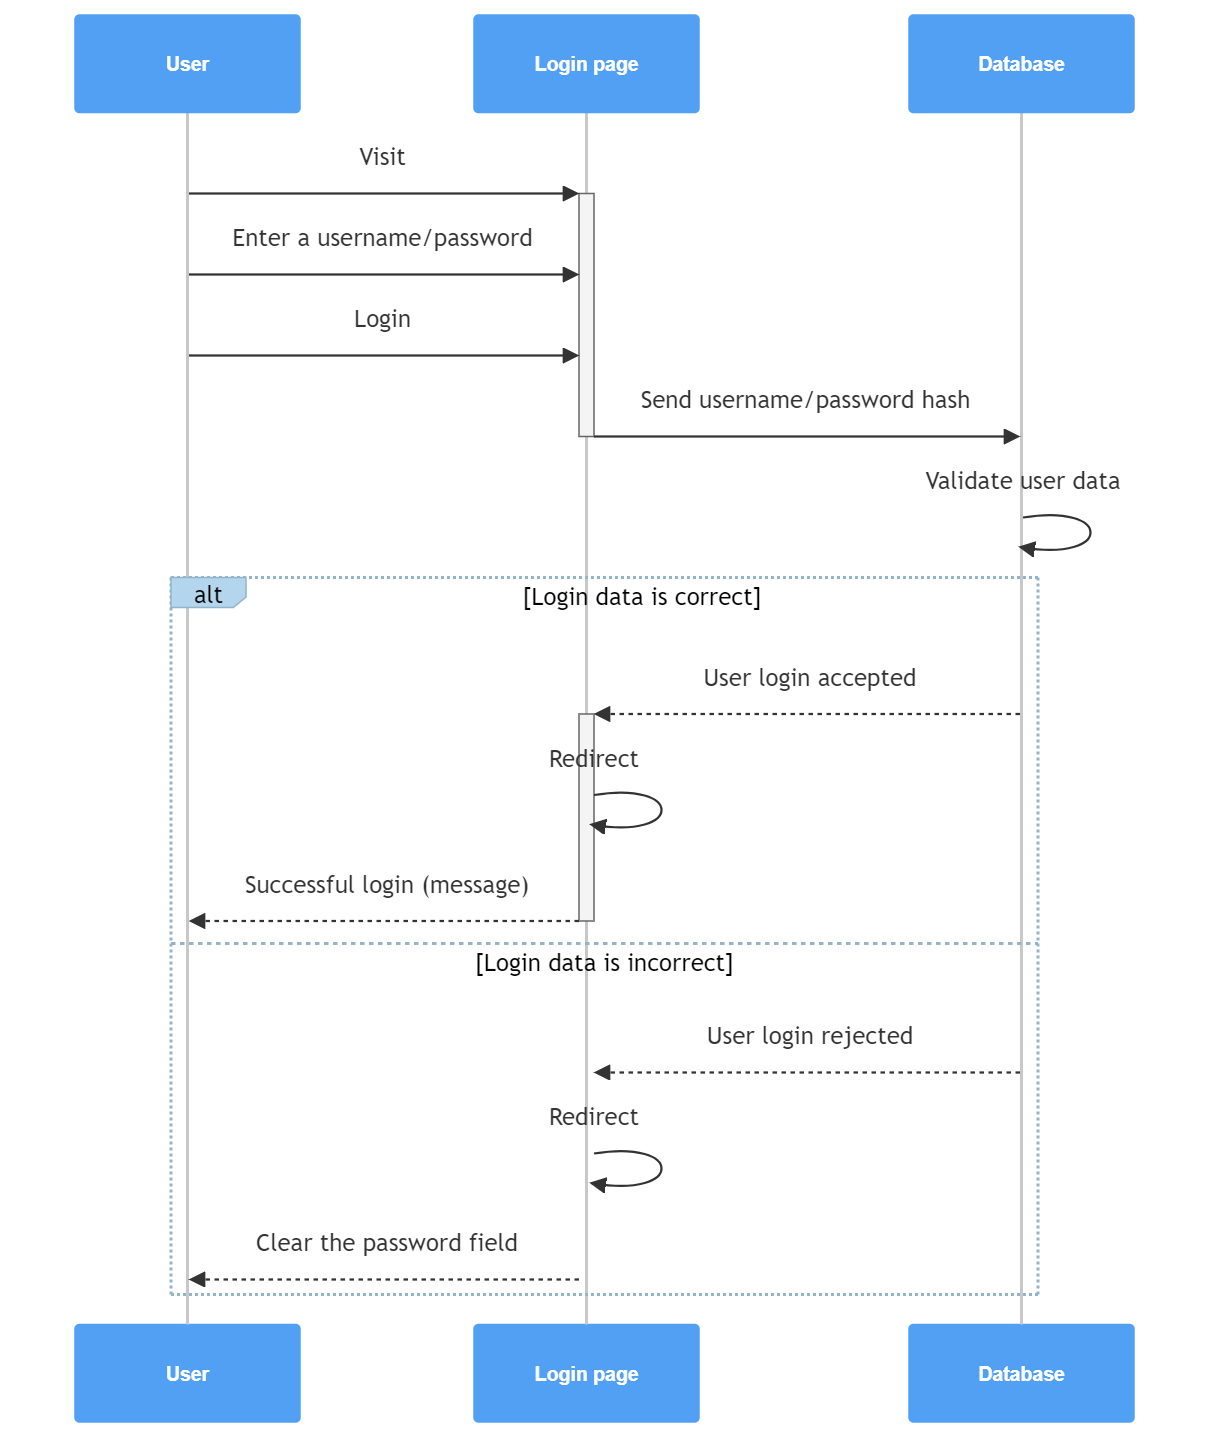 User
Login page
Database
Visit
Enter a username/password
Login
Send username/password hash
Validate user data
alt
[Login data is correct]
User login accepted
Redirect
Successful login (message)
[Login data is incorrect]
User login rejected
Redirect
Clear the password field
User
Login page
Database